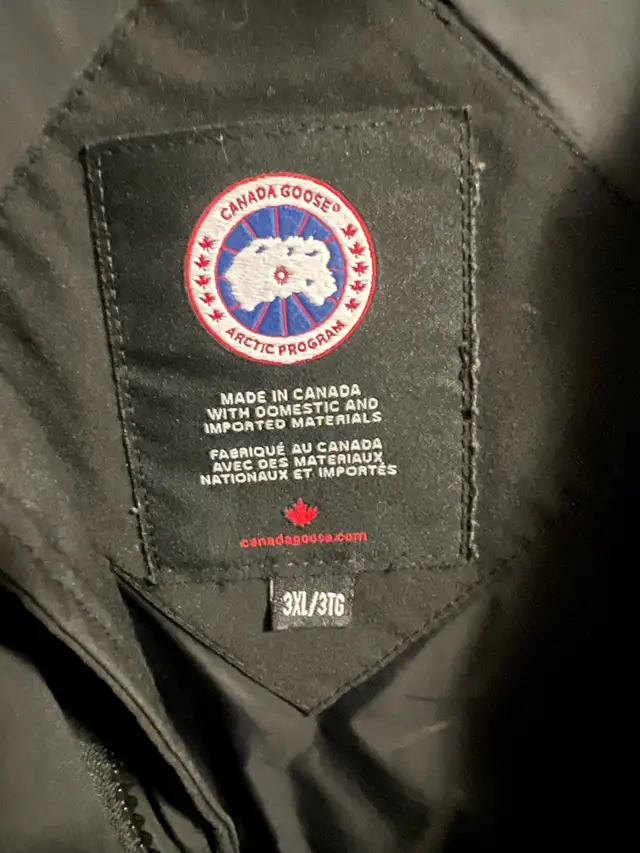 CANADA GOOSE®
ARCTIC PROGRAM
MADE IN CANADA
WITH DOMESTIC AND
IMPORTED MATERIALS
FABRIQUÉ AU CANADA
AVEC DES MATERIAUX
NATIONAUX ET IMPORTÉS
canadagoose.com
3XL/3TG